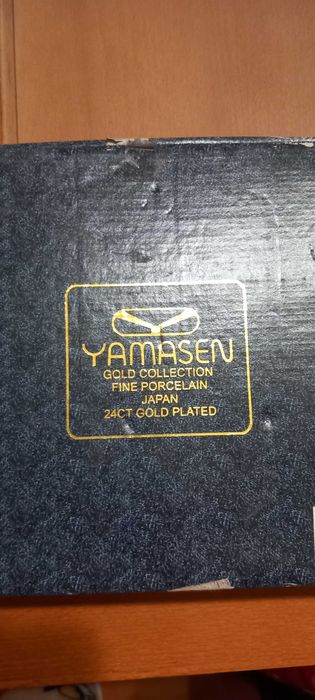 YAMASEN
GOLD COLLECTION
FINE PORCELAIN
JAPAN
24CT GOLD PLATED